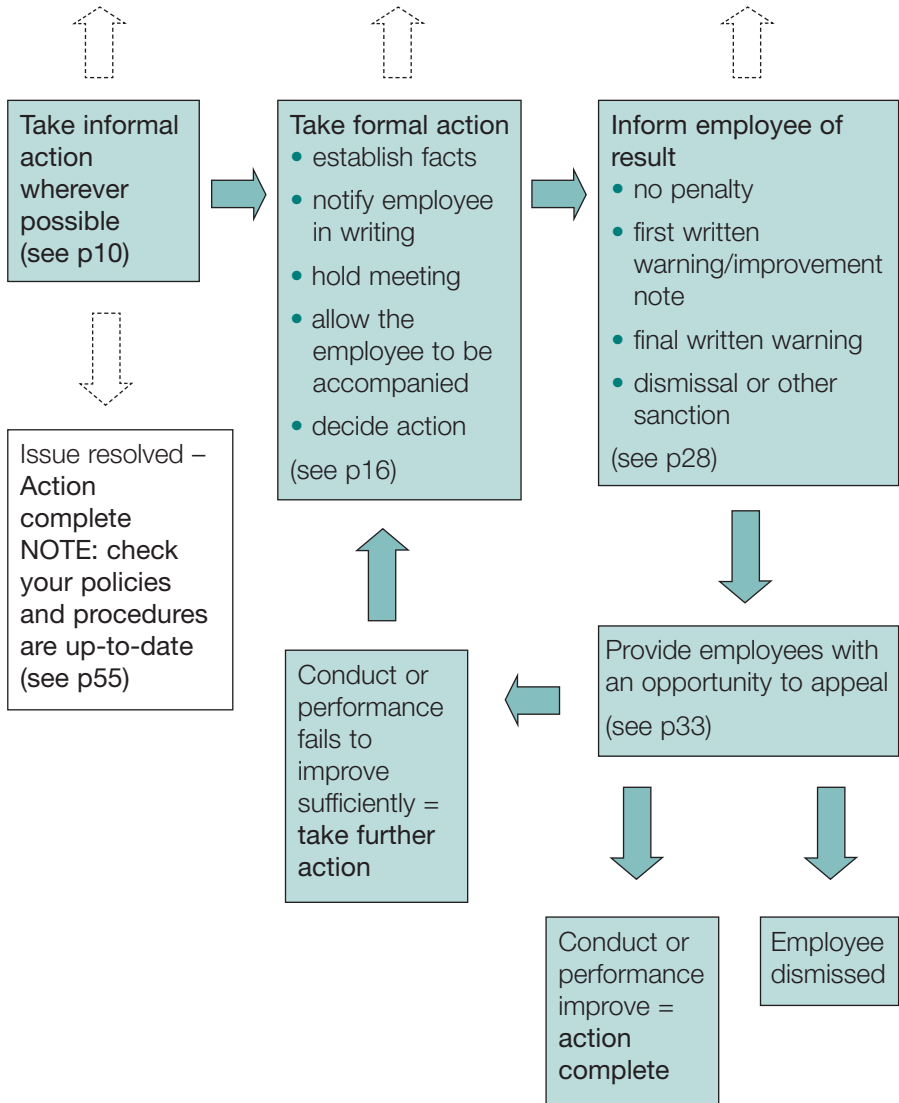 Take informal
action
wherever
possible
(see p10)
Take formal action
• establish facts
• notify employee
in writing
• hold meeting
• allow the
employee to be
accompanied
• decide action
(see p16)
Inform employee of
result
• no penalty
• first written
warning/improvement
note
• final written warning
• dismissal or other
sanction
(see p28)
Issue resolved –
Action
complete
NOTE: check
your policies
and procedures
are up-to-date
(see p55)
Conduct or
performance
fails to
improve
sufficiently =
take further
action
Provide employees with
an opportunity to appeal
(see p33)
Conduct or
performance
improve =
action
complete
Employee
dismissed